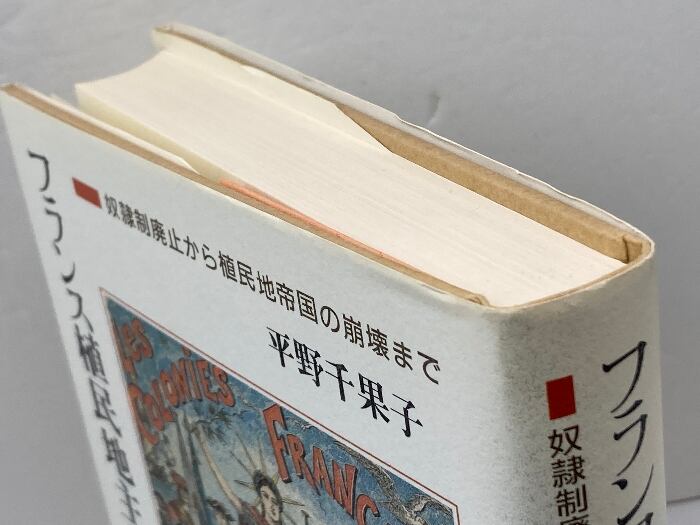 フランス植民地主
奴隷制廃止から植民地帝国の崩壊まで
平野千果子
LES
COLONIES
FRANC
フラン
奴隷制